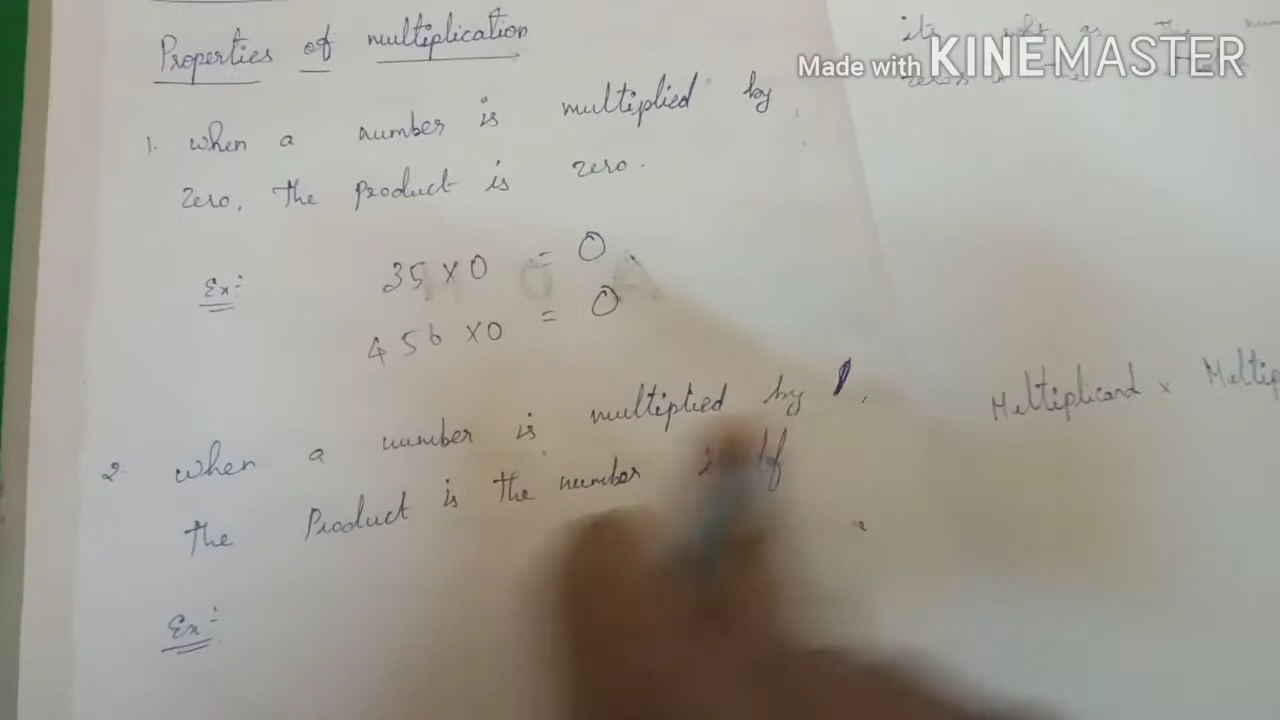 Properties of multiplication
1. when a number is multiplied by
zero, the product is zero.
Ex:-
35 x 0 = 0
456 x 0 = 0
2. when a number is multiplied by 1,
the Product is the number itself
Ex:-
Made with KINEMASTER
Multiplicand x